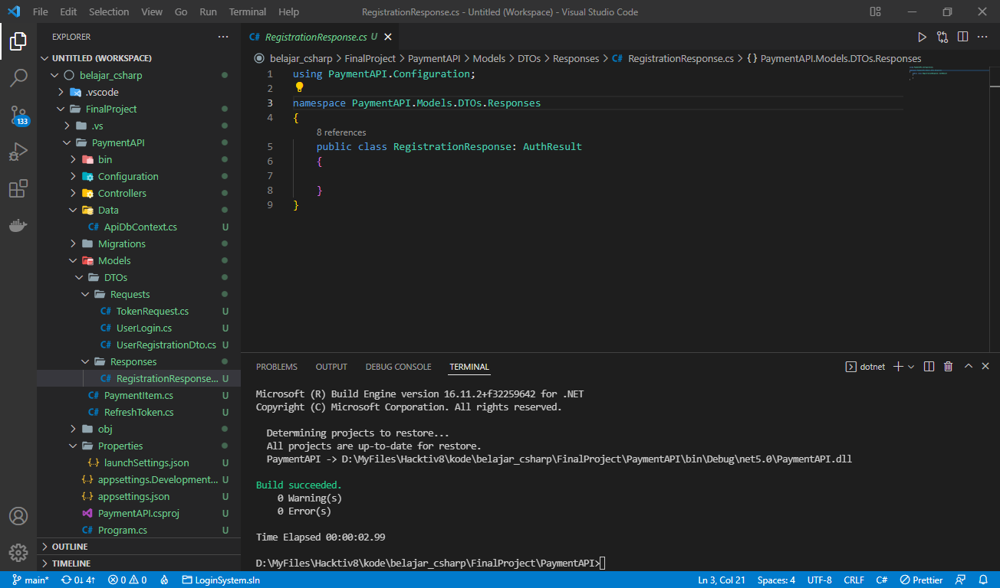 File Edit Selection View Go Run Terminal Help RegistrationResponse.cs - Untitled (Workspace) - Visual Studio Code
EXPLORER
UNTITLED (WORKSPACE)
belajar_csharp
.vscode
FinalProject
.vs
PaymentAPI
bin
Configuration
Controllers
Data
C# ApiDbContext.cs U
Migrations
Models
DTOs
Requests
C# TokenRequest.cs U
C# UserLogin.cs U
C# UserRegistrationDto.cs U
Responses
C# RegistrationResponse... U
C# PaymentItem.cs U
C# RefreshToken.cs U
obj
Properties
{..} launchSettings.json U
{..} appsettings.Development... U
{..} appsettings.json U
PaymentAPI.csproj U
C# Program.cs U
OUTLINE
TIMELINE
133
C# RegistrationResponse.cs U
belajar_csharp > FinalProject > PaymentAPI > Models > DTOs > Responses > C# RegistrationResponse.cs > {} PaymentAPI.Models.DTOs.Responses
1 using PaymentAPI.Configuration;
2
3 namespace PaymentAPI.Models.DTOs.Responses
4 {
8 references
5 public class RegistrationResponse: AuthResult
6 {
7
8 }
9 }
PROBLEMS OUTPUT DEBUG CONSOLE TERMINAL dotnet
Microsoft (R) Build Engine version 16.11.2+f32259642 for .NET
Copyright (C) Microsoft Corporation. All rights reserved.
Determining projects to restore...
All projects are up-to-date for restore.
PaymentAPI -> D:\MyFiles\Hacktiv8\kode\belajar_csharp\FinalProject\PaymentAPI\bin\Debug\net5.0\PaymentAPI.dll
Build succeeded.
0 Warning(s)
0 Error(s)
Time Elapsed 00:00:02.99
D:\MyFiles\Hacktiv8\kode\belajar_csharp\FinalProject\PaymentAPI>
main* 0↓ 4↑ 0 0 LoginSystem.sln Ln 3, Col 21 Spaces: 4 UTF-8 CRLF C# Prettier